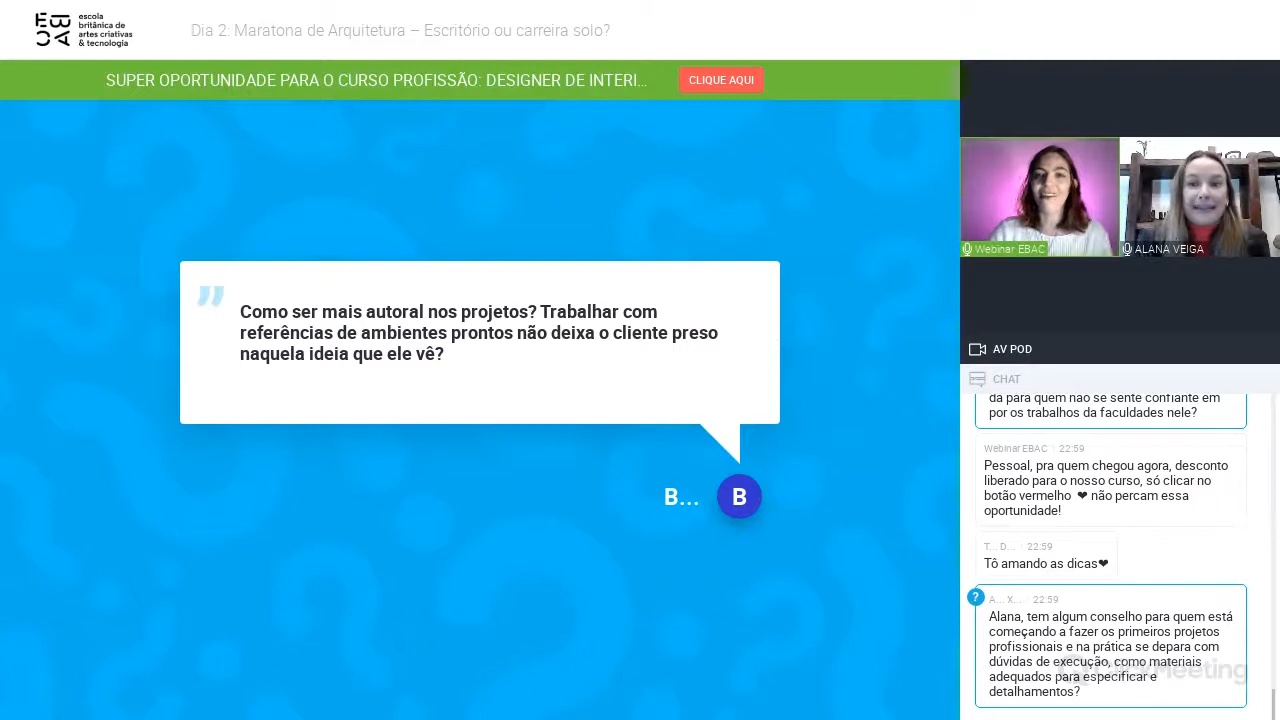 escola
britânica de
artes criativas
& tecnologia
Dia 2: Maratona de Arquitetura – Escritório ou carreira solo?
SUPER OPORTUNIDADE PARA O CURSO PROFISSÃO: DESIGNER DE INTERI...
CLIQUE AQUI
"
Como ser mais autoral nos projetos? Trabalhar com
referências de ambientes prontos não deixa o cliente preso
naquela ideia que ele vê?
B...
B
Webinar EBAC
ALANA VEIGA
AV POD
CHAT
da para quem não se sente confiante em
por os trabalhos da faculdades nele?
Webinar EBAC 22:59
Pessoal, pra quem chegou agora, desconto
liberado para o nosso curso, só clicar no
botão vermelho ❤ não percam essa
oportunidade!
T... D... 22:59
Tô amando as dicas❤
?
A... X... 22:59
Alana, tem algum conselho para quem está
começando a fazer os primeiros projetos
profissionais e na prática se depara com
dúvidas de execução, como materiais
adequados para especificar e
detalhamentos?
ClickMeeting